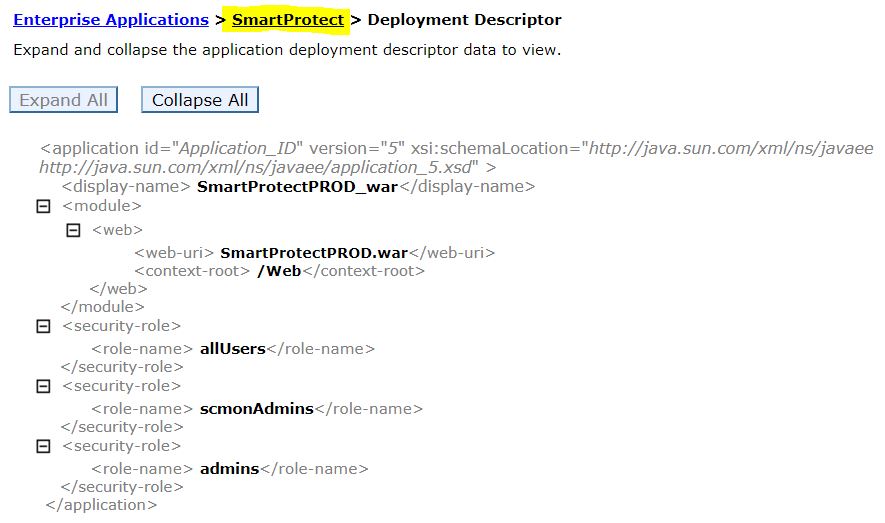 Enterprise Applications > SmartProtect > Deployment Descriptor
Expand and collapse the application deployment descriptor data to view.
Expand All Collapse All
<application id="Application_ID" version="5" xsi:schemaLocation="http://java.sun.com/xml/ns/javaee
http://java.sun.com/xml/ns/javaee/application_5.xsd" >
<display-name> SmartProtectPROD_war</display-name>
<module>
<web>
<web-uri> SmartProtectPROD.war</web-uri>
<context-root> /Web</context-root>
</web>
</module>
<security-role>
<role-name> allUsers</role-name>
</security-role>
<security-role>
<role-name> scmonAdmins</role-name>
</security-role>
<security-role>
<role-name> admins</role-name>
</security-role>
</application>